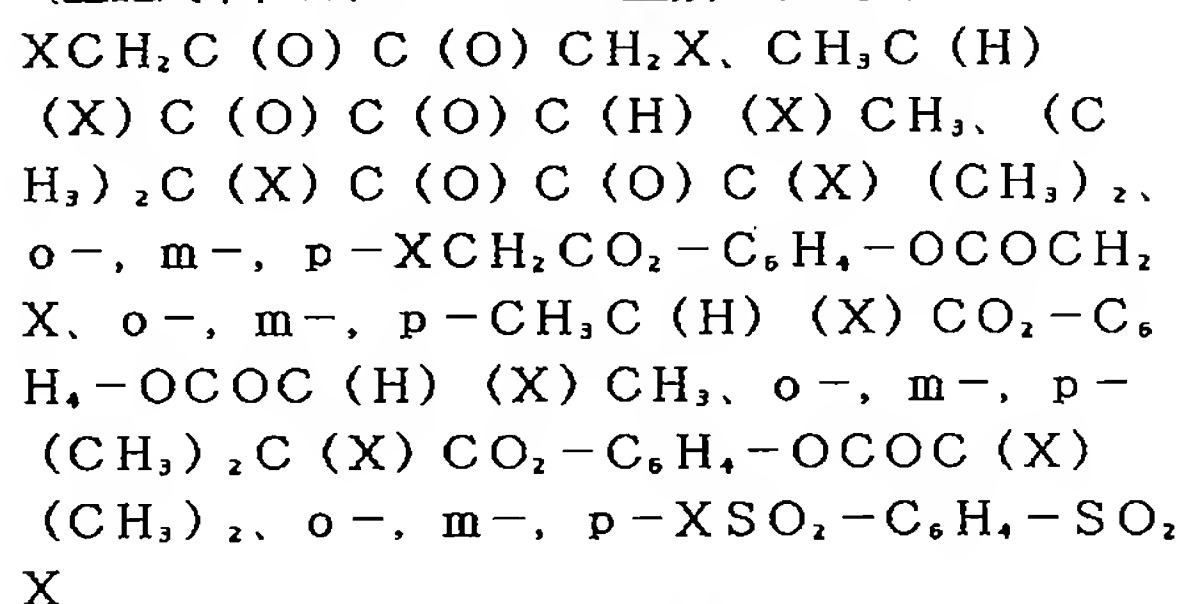 XCH₂C(O)C(O)CH₂X、CH₃C(H)
(X)C(O)C(O)C(H)(X)CH₃、(C
H₃)₂C(X)C(O)C(O)C(X)(CH₃)₂、
o-, m-, p-XCH₂CO₂-C₆H₄-OCOCH₂
X、o-, m-, p-CH₃C(H)(X)CO₂-C₆
H₄-OCOC(H)(X)CH₃、o-, m-, p-
(CH₃)₂C(X)CO₂-C₆H₄-OCOC(X)
(CH₃)₂、o-, m-, p-XSO₂-C₆H₄-SO₂
X